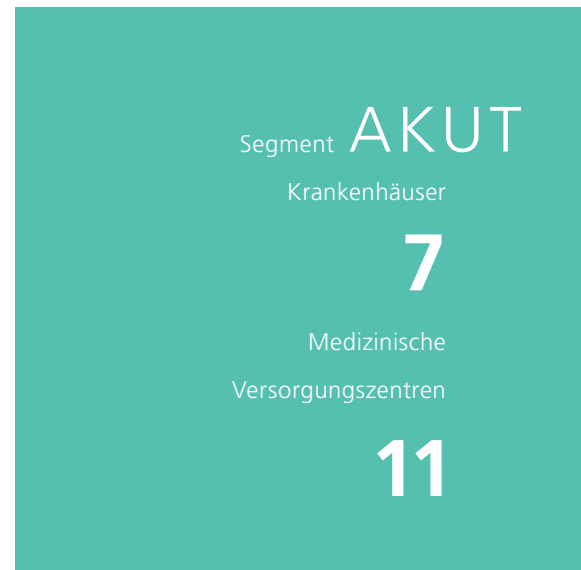 Segment AKUT
Krankenhäuser
7
Medizinische
Versorgungszentren
11